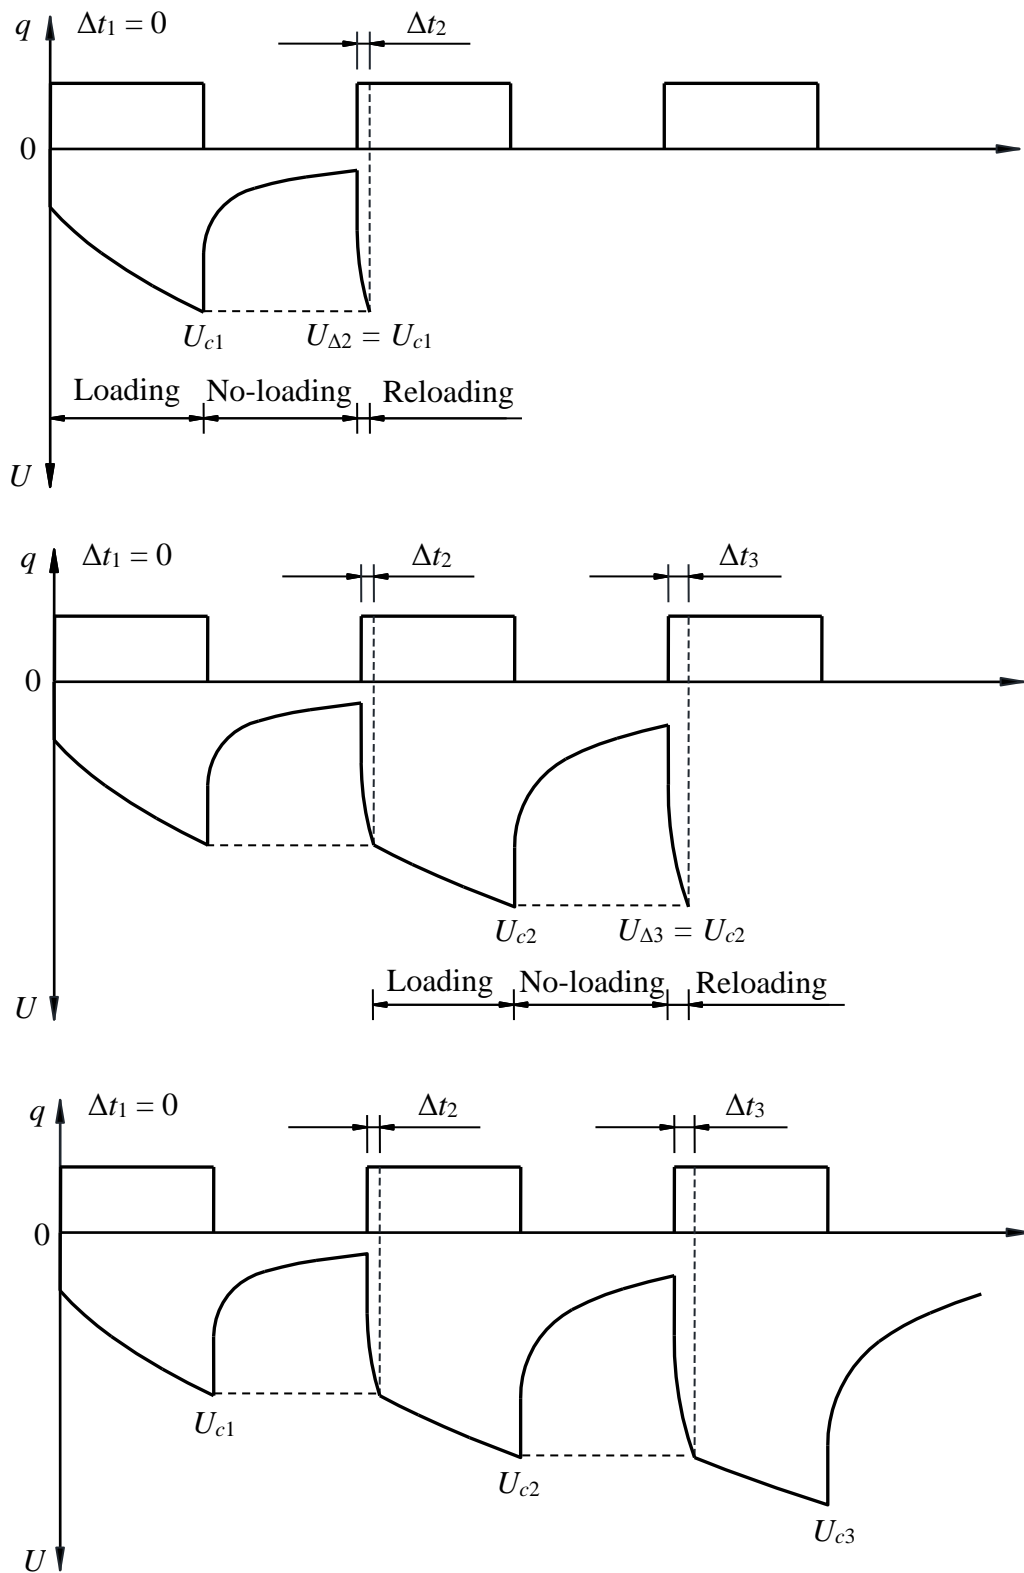 q Δt1 = 0 Δt2
0
Uc1 UΔ2 = Uc1
Loading No-loading Reloading
U
q Δt1 = 0 Δt2 Δt3
0
Uc2 UΔ3 = Uc2
Loading No-loading Reloading
U
q Δt1 = 0 Δt2 Δt3
0
Uc1
Uc2
Uc3
U